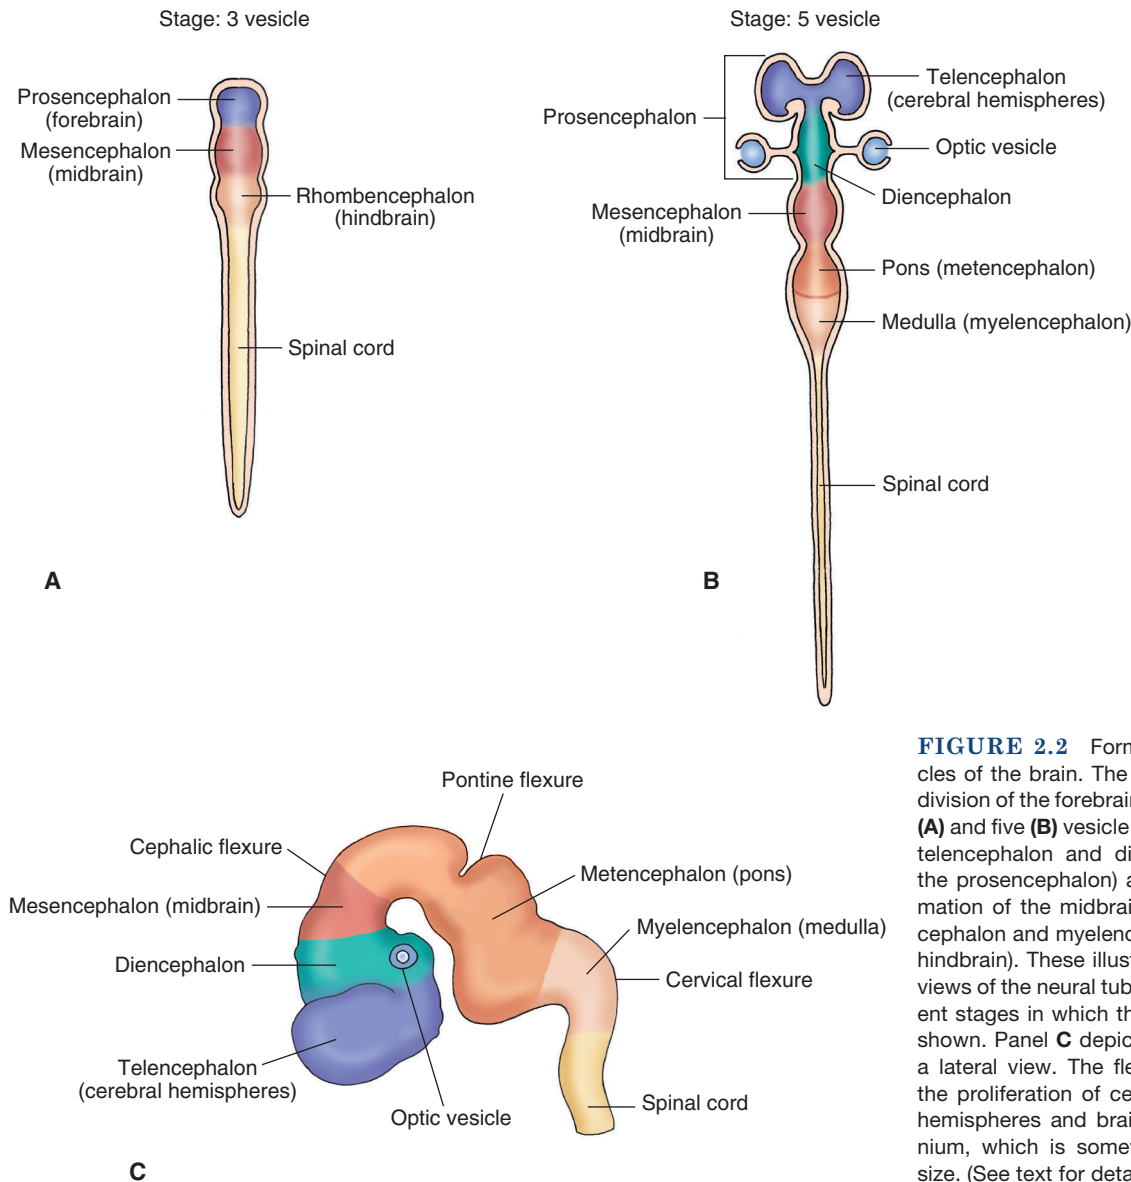 Stage: 3 vesicle
Prosencephalon
(forebrain)
Mesencephalon
(midbrain)
Rhombencephalon
(hindbrain)
Spinal cord
A
Stage: 5 vesicle
Prosencephalon
Telencephalon
(cerebral hemispheres)
Optic vesicle
Diencephalon
Mesencephalon
(midbrain)
Pons (metencephalon)
Medulla (myelencephalon)
Spinal cord
B
Pontine flexure
Cephalic flexure
Mesencephalon (midbrain)
Diencephalon
Telencephalon
(cerebral hemispheres)
Optic vesicle
Metencephalon (pons)
Myelencephalon (medulla)
Cervical flexure
Spinal cord
C
FIGURE 2.2 Form
cles of the brain. The
division of the forebrain
(A) and five (B) vesicle
telencephalon and di
the prosencephalon) a
mation of the midbrai
cephalon and myelenc
hindbrain). These illust
views of the neural tub
ent stages in which th
shown. Panel C depic
a lateral view. The fle
the proliferation of ce
hemispheres and brai
nium, which is somew
size. (See text for deta